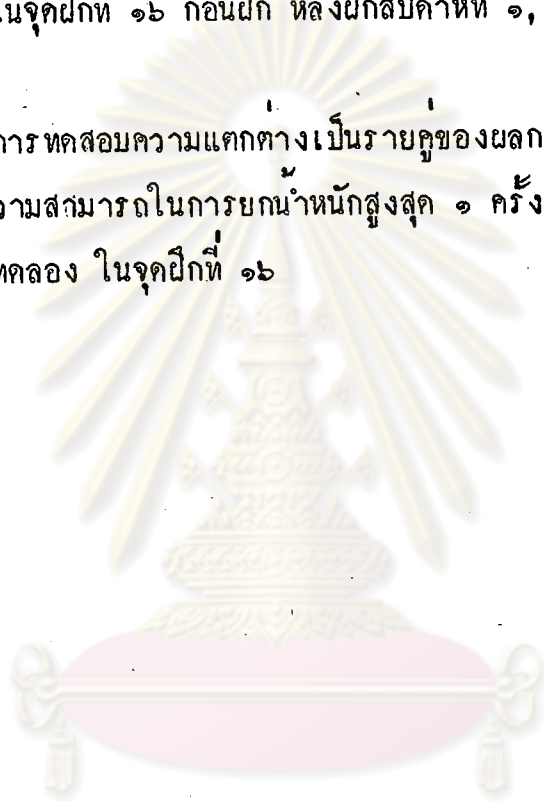 ในจุดฝึกที่ ๑๖ ก่อนฝึก หลังฝึกสัปดาห์ที่ ๑,
การทดสอบความแตกต่างเป็นรายคู่ของผลก
วามสามารถในการยกน้ำหนักสูงสุด ๑ ครั้ง
ทดลอง ในจุดฝึกที่ ๑๖